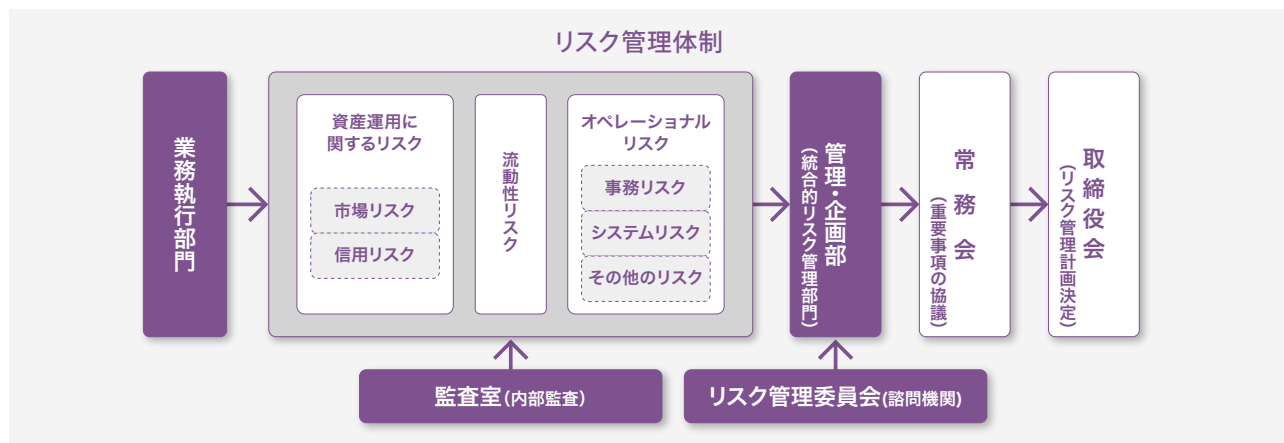 リスク管理体制
業務執行部門
資産運用に
関するリスク
市場リスク
信用リスク
流動性リスク
オペレーショナル
リスク
事務リスク
システムリスク
その他のリスク
管理・企画部
(統合的リスク管理部門)
常務会
(重要事項の協議)
取締役会
(リスク管理計画決定)
監査室(内部監査)
リスク管理委員会(諮問機関)